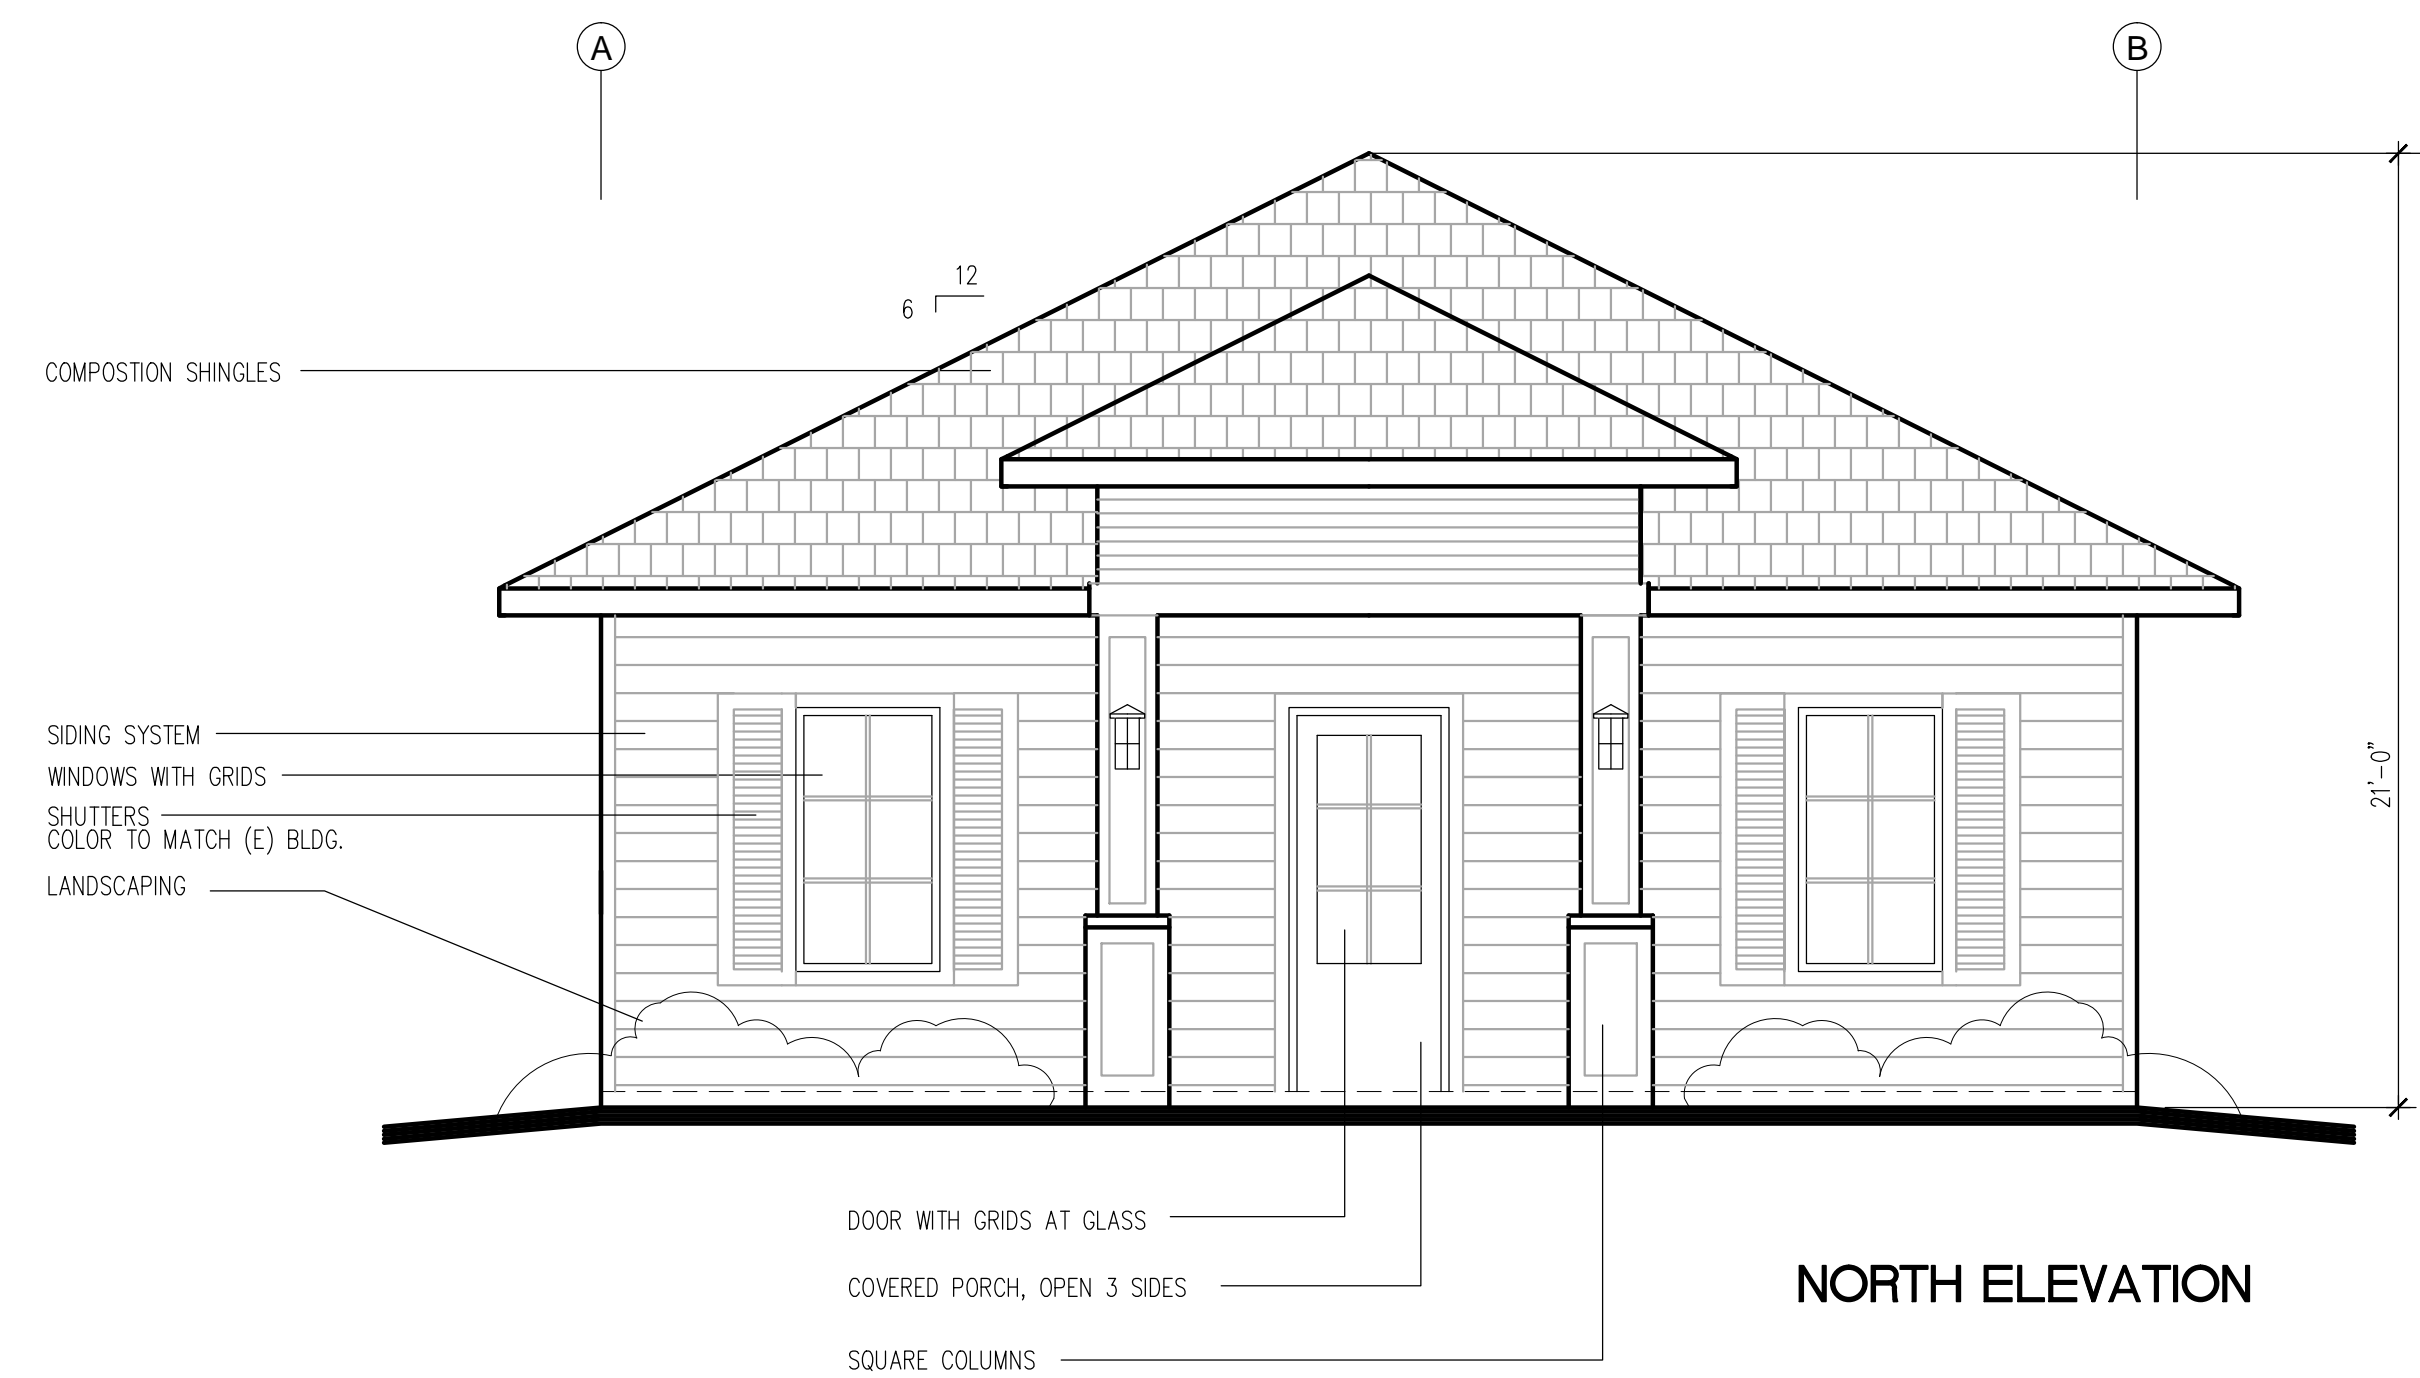 A
B
12
6
COMPOSTION SHINGLES
SIDING SYSTEM
WINDOWS WITH GRIDS
SHUTTERS
COLOR TO MATCH (E) BLDG.
LANDSCAPING
21'-0"
DOOR WITH GRIDS AT GLASS
COVERED PORCH, OPEN 3 SIDES
SQUARE COLUMNS
NORTH ELEVATION